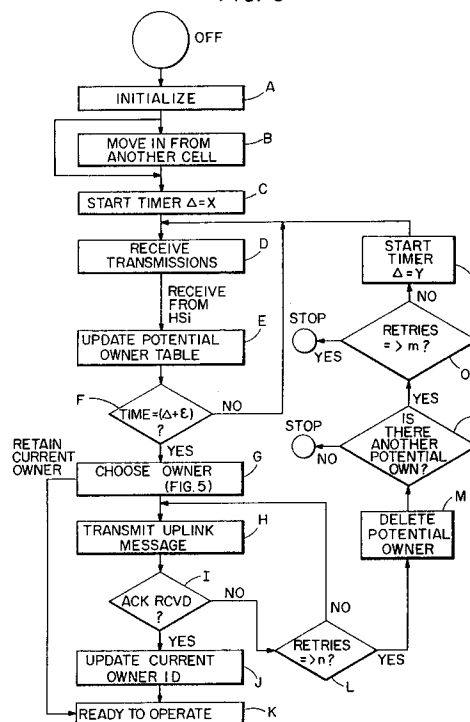 OFF
A
INITIALIZE
B
MOVE IN FROM
ANOTHER CELL
C
START TIMER Δ=X
D
RECEIVE
TRANSMISSIONS
RECEIVE
FROM
HSi
E
UPDATE POTENTIAL
OWNER TABLE
F
TIME=(Δ+ε)
?
NO
YES
RETAIN
CURRENT
OWNER
G
CHOOSE OWNER
(FIG. 5)
H
TRANSMIT UPLINK
MESSAGE
I
ACK RCVD
?
NO
YES
J
UPDATE CURRENT
OWNER ID
K
READY TO OPERATE
START
TIMER
Δ=Y
NO
STOP
YES
RETRIES
=>m?
O
YES
STOP
NO
IS
THERE
ANOTHER
POTENTIAL
OWN.?
M
DELETE
POTENTIAL
OWNER
NO
RETRIES
=>n?
YES
L